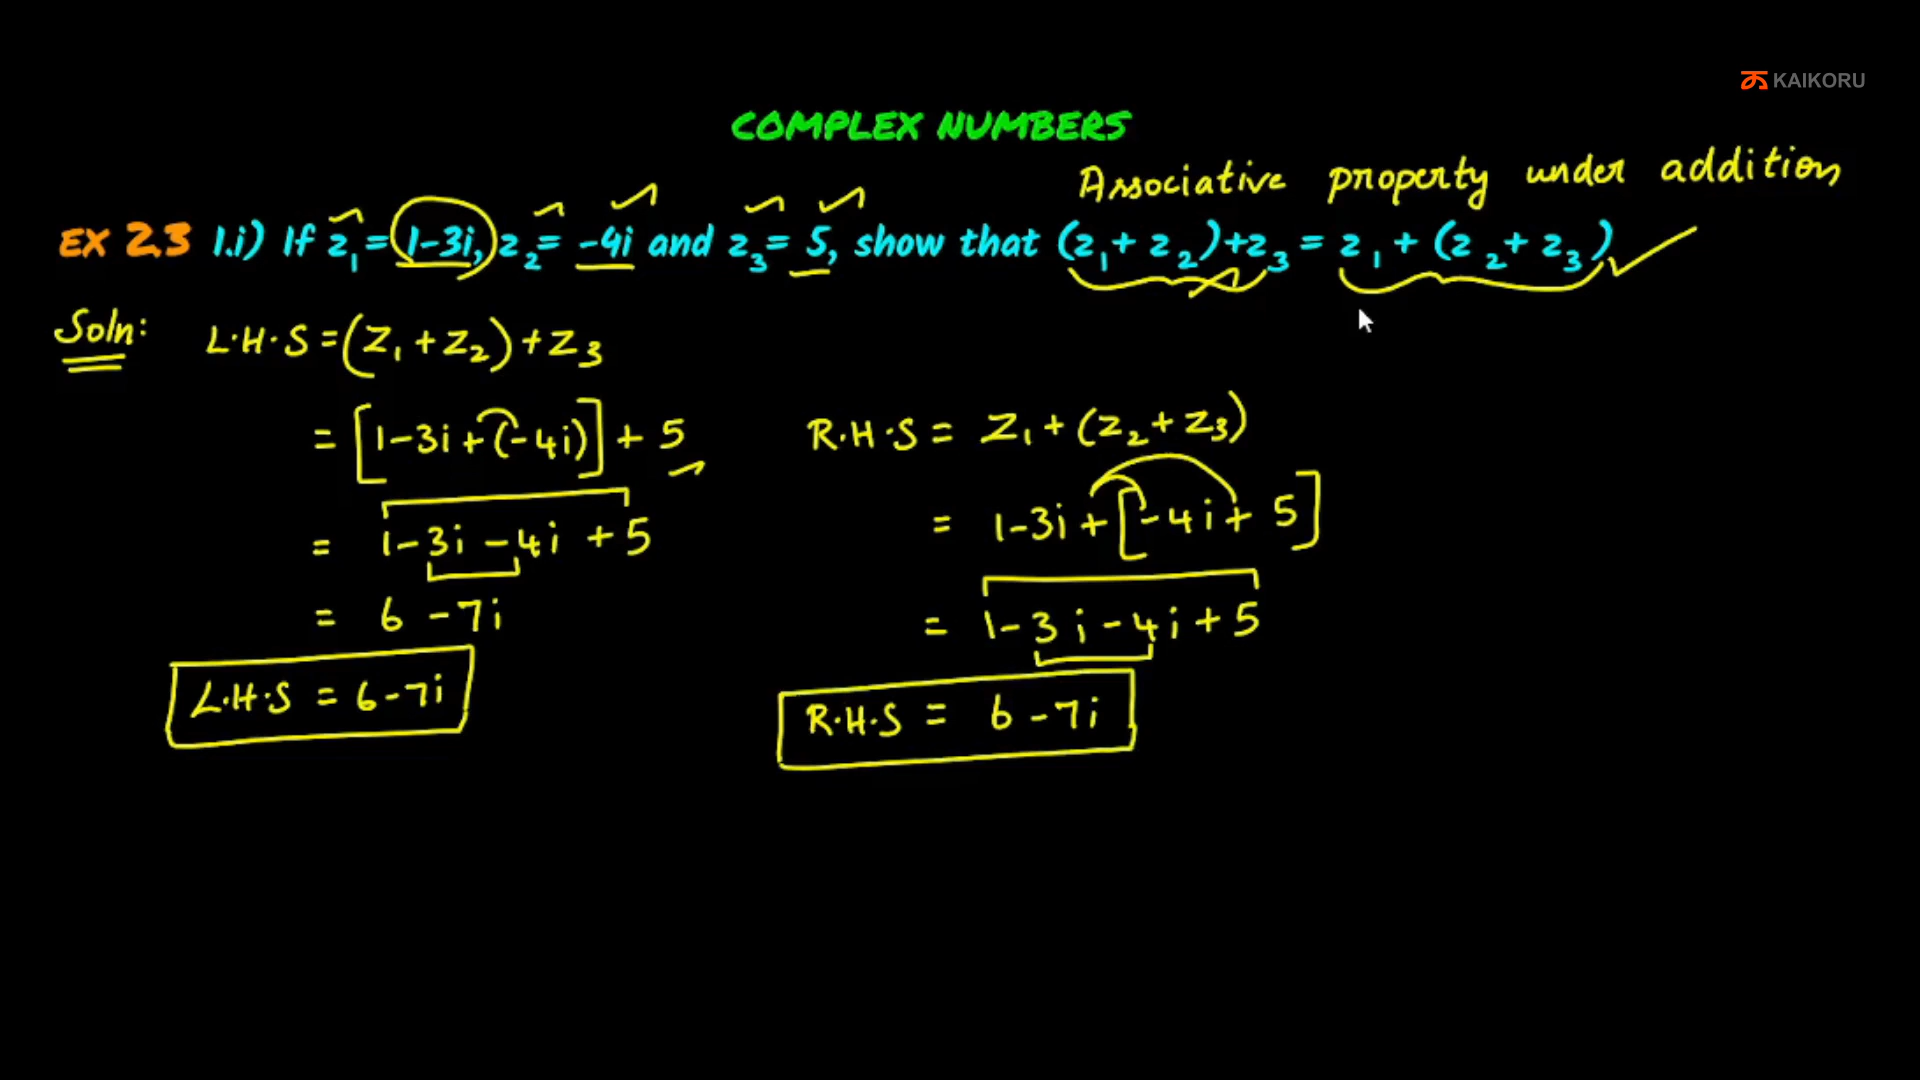 KAIKORU
COMPLEX NUMBERS
Associative property under addition
EX 2.3 1.i) If z₁ = 1-3i, z₂ = -4i and z₃ = 5, show that (z₁ + z₂)+z₃ = z₁ + (z₂ + z₃)
Soln: L.H.S = (z₁ + z₂) + z₃
= [1-3i + (-4i)] + 5
= 1-3i - 4i + 5
= 6 - 7i
L.H.S = 6-7i
R.H.S = z₁ + (z₂ + z₃)
= 1-3i + [-4i + 5]
= 1-3i - 4i + 5
R.H.S = 6 - 7i